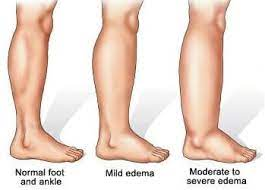 Normal foot
and ankle
Mild edema
Moderate to
severe edema